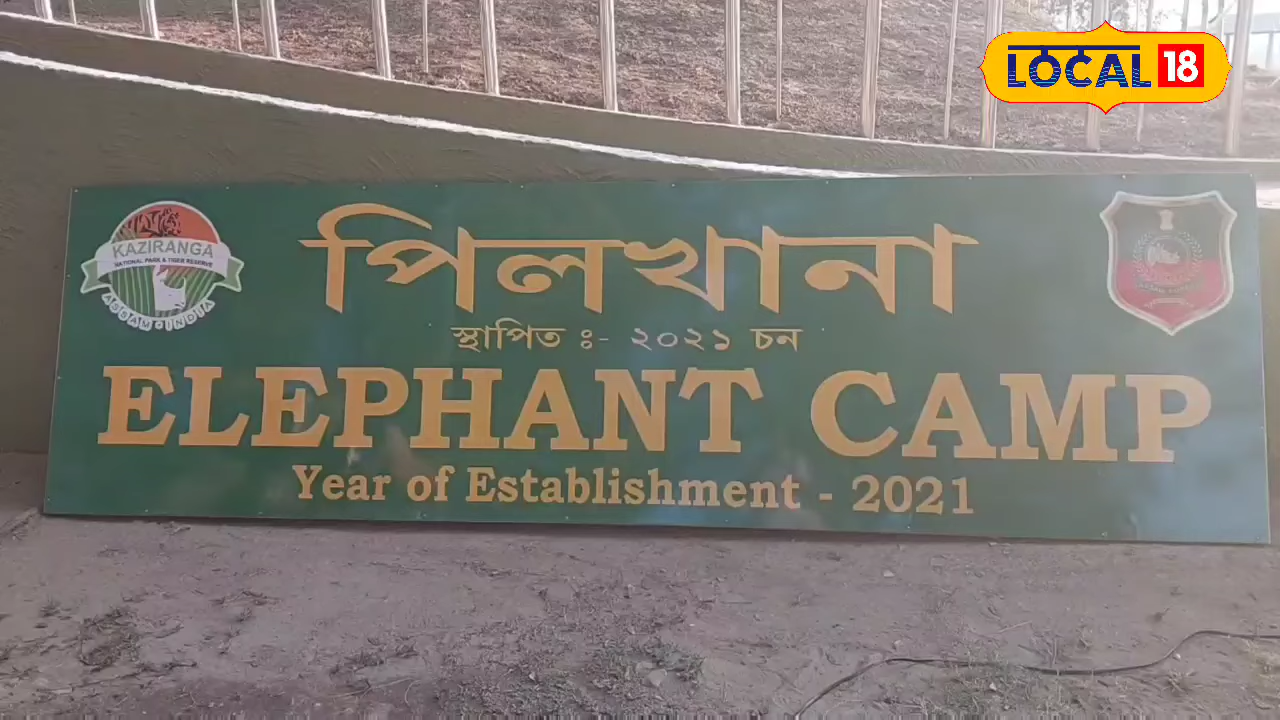 LOCAL 18
KAZIRANGA
NATIONAL PARK & TIGER RESERVE
ASSAM • INDIA
পিলখানা
স্থাপিত ঃ- ২০২১ চন
ELEPHANT CAMP
Year of Establishment - 2021